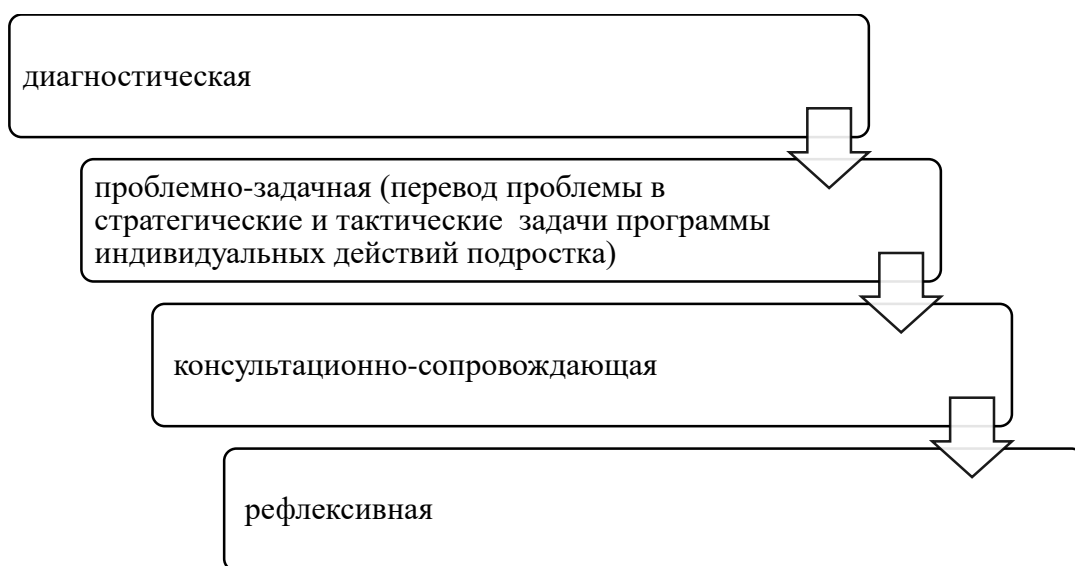 диагностическая
проблемно-задачная (перевод проблемы в
стратегические и тактические  задачи программы
индивидуальных действий подростка)
консультационно-сопровождающая
рефлексивная